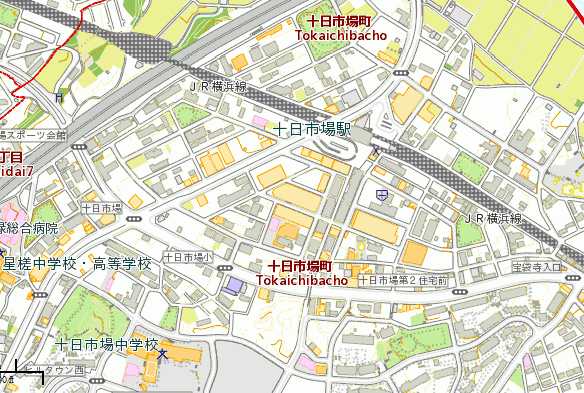 十日市場町
Tokaichibacho
JR横浜線
十日市場駅
場スポーツ会館
丁目
idai7
十日市場
緑総合病院
JR横浜線
星槎中学校・高等学校
十日市場小
十日市場町
Tokaichibacho
宝袋寺入口
十日市場第2住宅前
十日市場中学校
ヒルタウン西